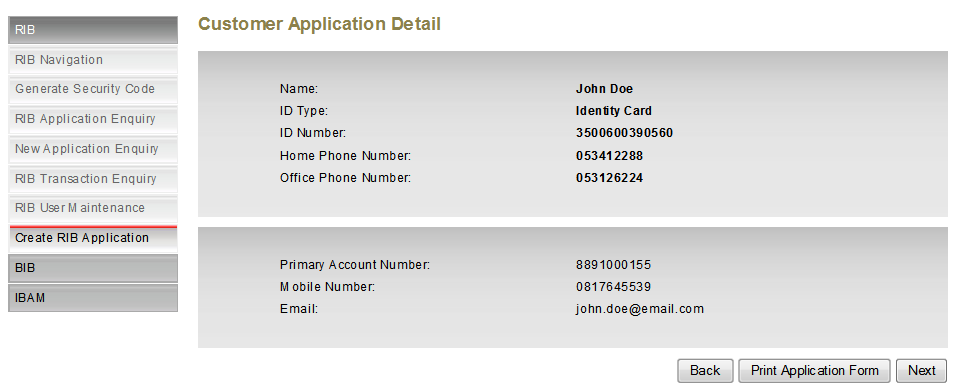 RIB
RIB Navigation
Generate Security Code
RIB Application Enquiry
New Application Enquiry
RIB Transaction Enquiry
RIB User Maintenance
Create RIB Application
BIB
IBAM
Customer Application Detail
Name: John Doe
ID Type: Identity Card
ID Number: 3500600390560
Home Phone Number: 053412288
Office Phone Number: 053126224
Primary Account Number: 8891000155
Mobile Number: 0817645539
Email: john.doe@email.com
Back Print Application Form Next